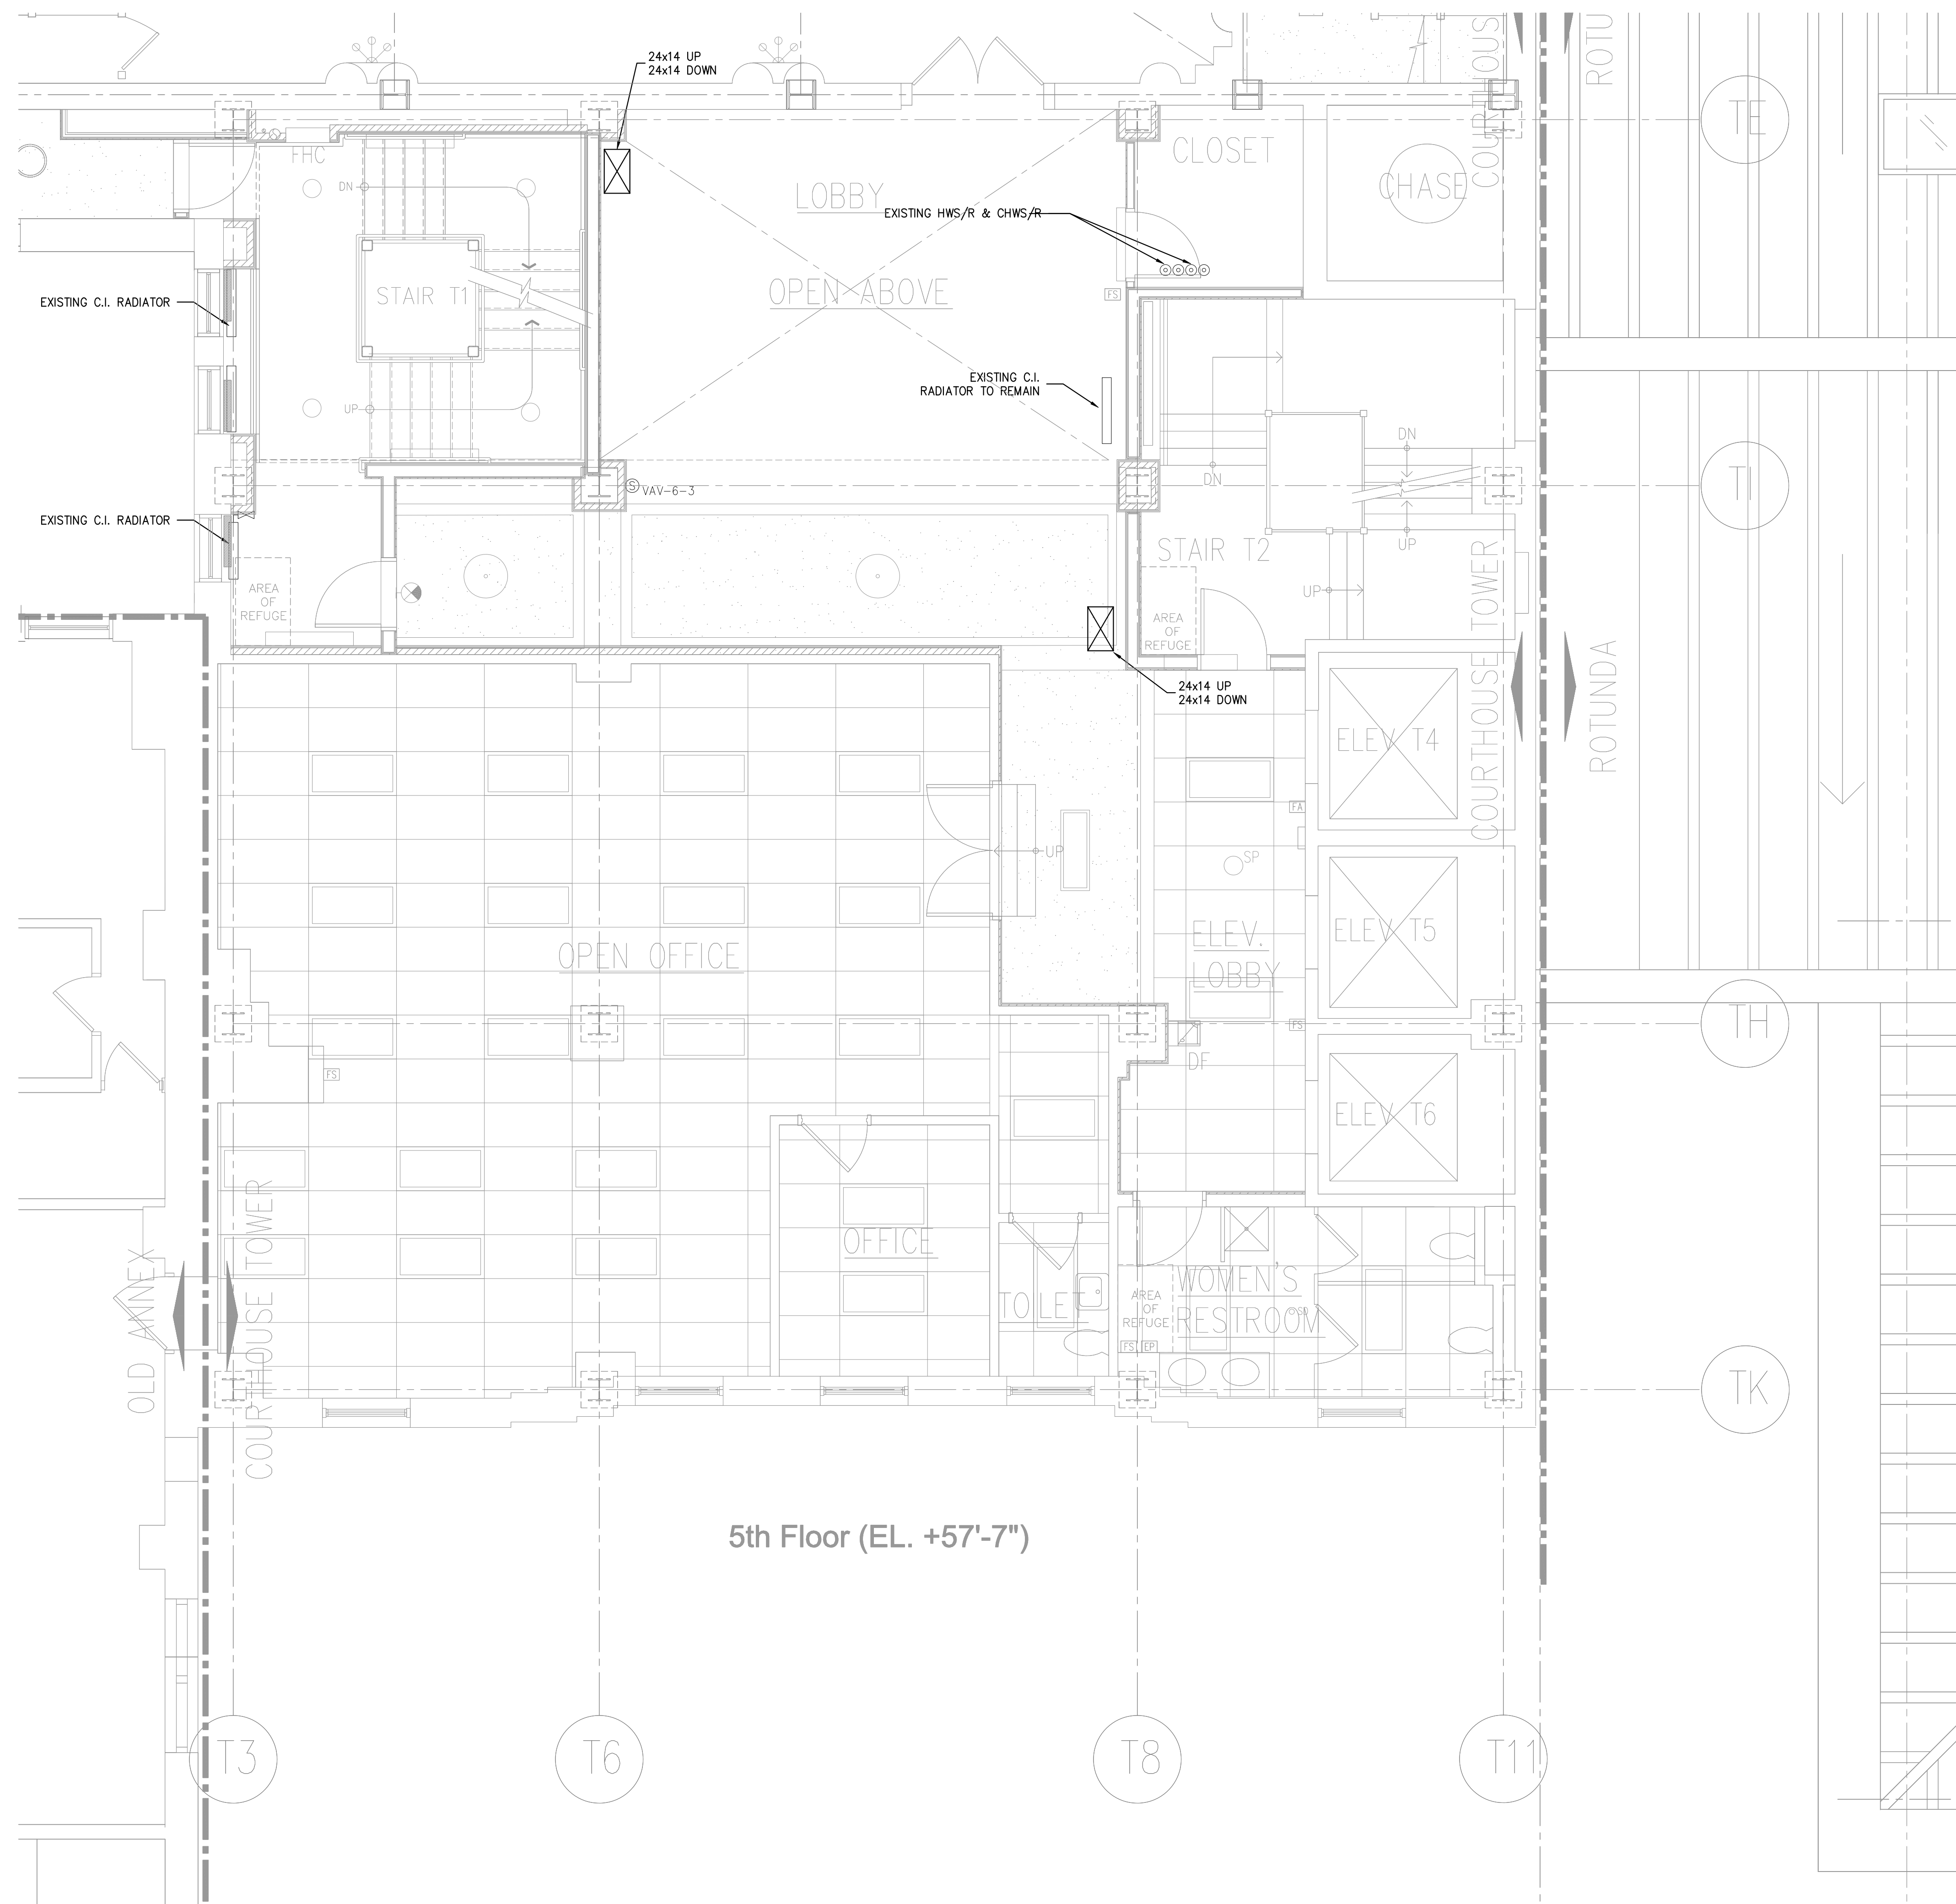 24x14 UP
24x14 DOWN
COURTHOUS
ROTU
TE
FHC
CLOSET
CHASE
DN
LOBBY
EXISTING HWS/R & CHWS/R
STAIR T1
OPEN ABOVE
FS
EXISTING C.I. RADIATOR
EXISTING C.I.
RADIATOR TO REMAIN
UP
DN
DN
TI
VAV-6-3
S
EXISTING C.I. RADIATOR
UP
STAIR T2
AREA
OF
REFUGE
UP
AREA
OF
REFUGE
COURTHOUSE TOWER
ROTUNDA
24x14 UP
24x14 DOWN
ELEV T4
FA
UP
SP
ELEV.
LOBBY
ELEV T5
OPEN OFFICE
FS
TH
DF
FS
ELEV T6
OFFICE
TOILET
AREA
OF
REFUGE
WOMEN'S
RESTROOM
SD
FS
EP
OLD ANNEX
COURTHOUSE TOWER
TK
5th Floor (EL. +57'-7")
T3
T6
T8
T11